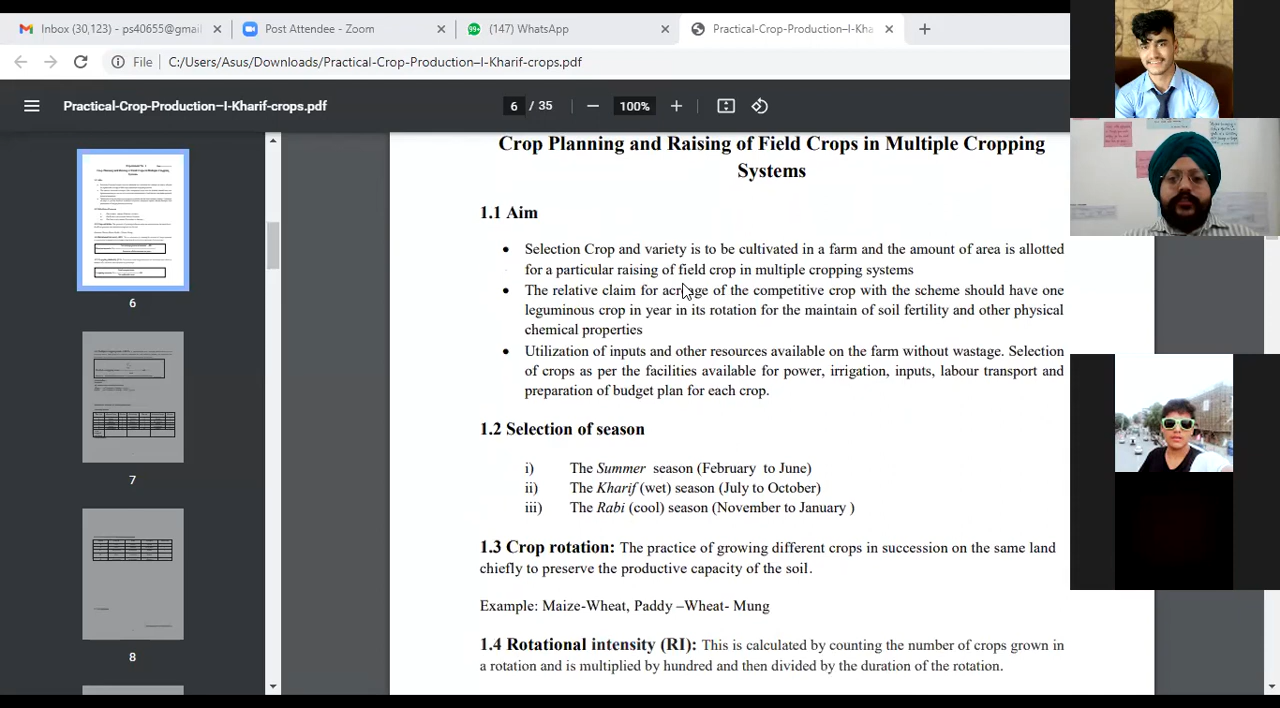 Inbox (30,123) - ps40655@gmail
Post Attendee - Zoom
99+
(147) WhatsApp
Practical-Crop-Production–I-Kha
File
C:/Users/Asus/Downloads/Practical-Crop-Production–I-Kharif-crops.pdf
Practical-Crop-Production–I-Kharif-crops.pdf
6 / 35
100%
Crop Planning and Raising of Field Crops in Multiple Cropping
Systems
1.1 Aim
• Selection Crop and variety is to be cultivated in a farm and the amount of area is allotted
for a particular raising of field crop in multiple cropping systems
• The relative claim for acreage of the competitive crop with the scheme should have one
leguminous crop in year in its rotation for the maintain of soil fertility and other physical
chemical properties
• Utilization of inputs and other resources available on the farm without wastage. Selection
of crops as per the facilities available for power, irrigation, inputs, labour transport and
preparation of budget plan for each crop.
1.2 Selection of season
i) The Summer season (February to June)
ii) The Kharif (wet) season (July to October)
iii) The Rabi (cool) season (November to January )
1.3 Crop rotation: The practice of growing different crops in succession on the same land
chiefly to preserve the productive capacity of the soil.
Example: Maize-Wheat, Paddy –Wheat- Mung
1.4 Rotational intensity (RI): This is calculated by counting the number of crops grown in
a rotation and is multiplied by hundred and then divided by the duration of the rotation.
6
7
8